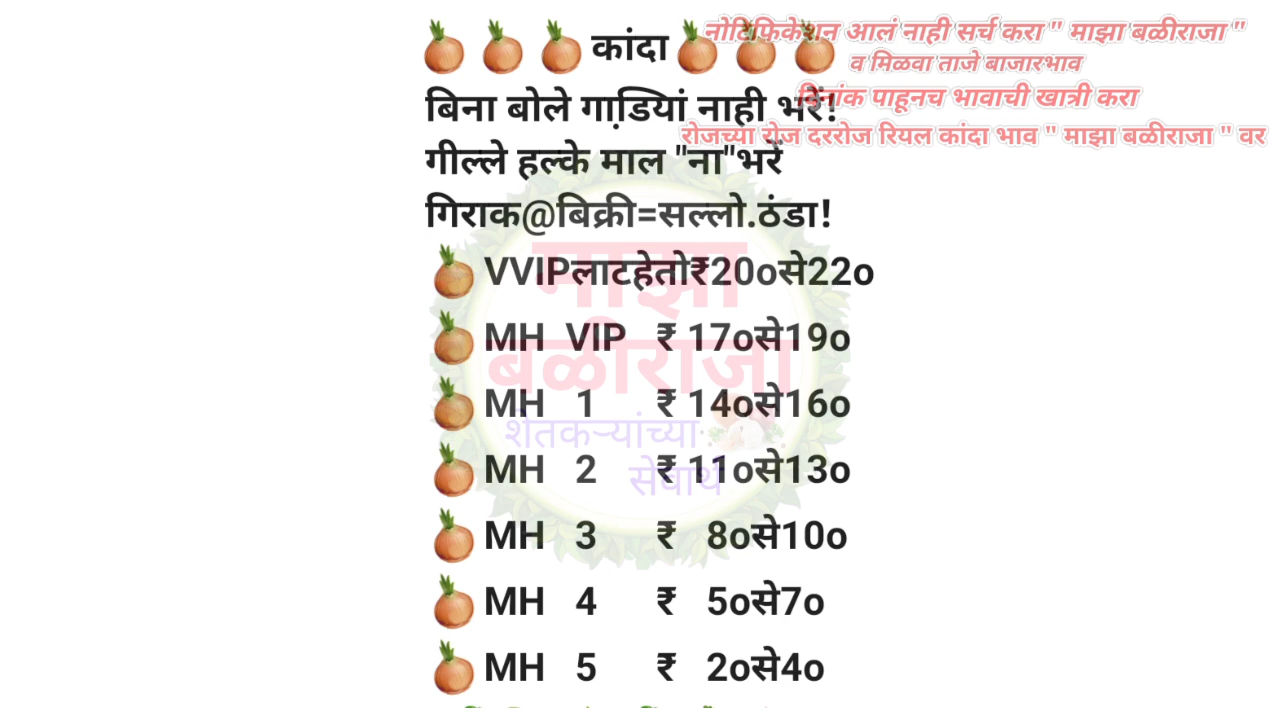 कांदा
नोटिफिकेशन आलं नाही सर्च करा " माझा बळीराजा "
व मिळवा ताजे बाजारभाव
दिनांक पाहूनच भावाची खात्री करा
रोजच्या रोज दररोज रियल कांदा भाव " माझा बळीराजा " वर
बिना बोले गाड़ियां नाही भरें!
गील्ले हल्के माल "ना"भरें
गिराक@बिक्री=सल्लो.ठंडा!
VVIPलाटहेतो₹20oसे22o
MH VIP ₹ 17oसे19o
MH 1 ₹ 14oसे16o
MH 2 ₹ 11oसे13o
MH 3 ₹ 8oसे10o
MH 4 ₹ 5oसे7o
MH 5 ₹ 2oसे4o
माझा
बळीराजा
शेतकऱ्यांच्या
सेवार्थ